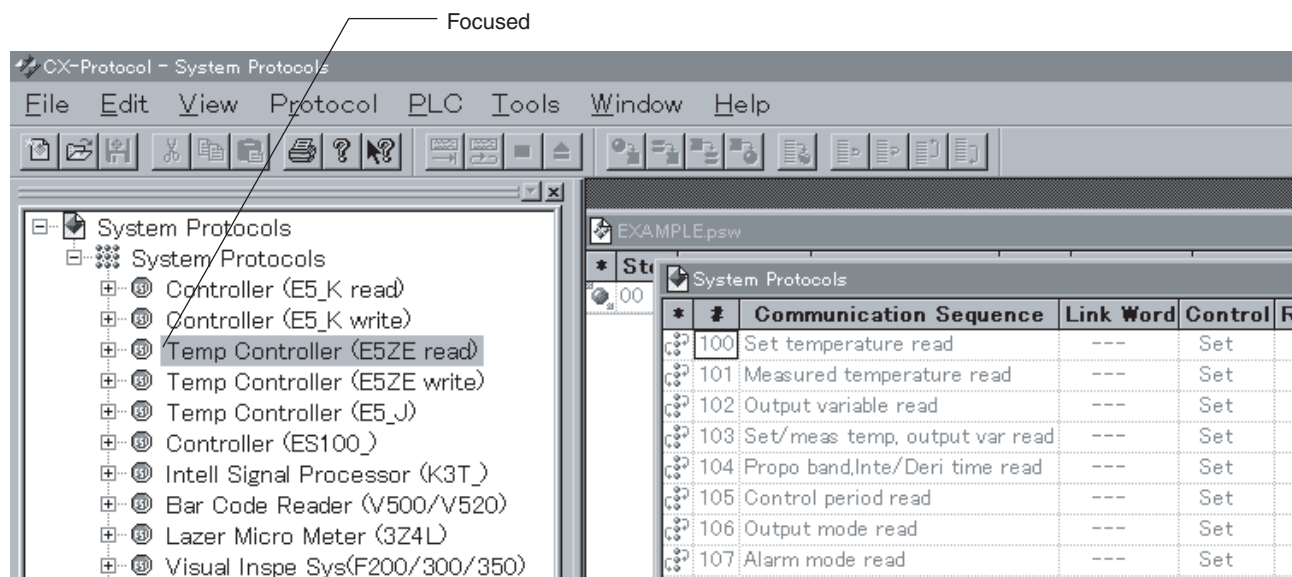 Focused
CX-Protocol - System Protocols
File Edit View Protocol PLC Tools Window Help
System Protocols
System Protocols
Controller (E5_K read)
Controller (E5_K write)
Temp Controller (E5ZE read)
Temp Controller (E5ZE write)
Temp Controller (E5_J)
Controller (ES100_)
Intell Signal Processor (K3T_)
Bar Code Reader (V500/V520)
Lazer Micro Meter (3Z4L)
Visual Inspe Sys(F200/300/350)
EXAMPLE.psw
* Ste
00
System Protocols
* # Communication Sequence Link Word Control R
100 Set temperature read --- Set
101 Measured temperature read --- Set
102 Output variable read --- Set
103 Set/meas temp, output var read --- Set
104 Propo band,Inte/Deri time read --- Set
105 Control period read --- Set
106 Output mode read --- Set
107 Alarm mode read --- Set